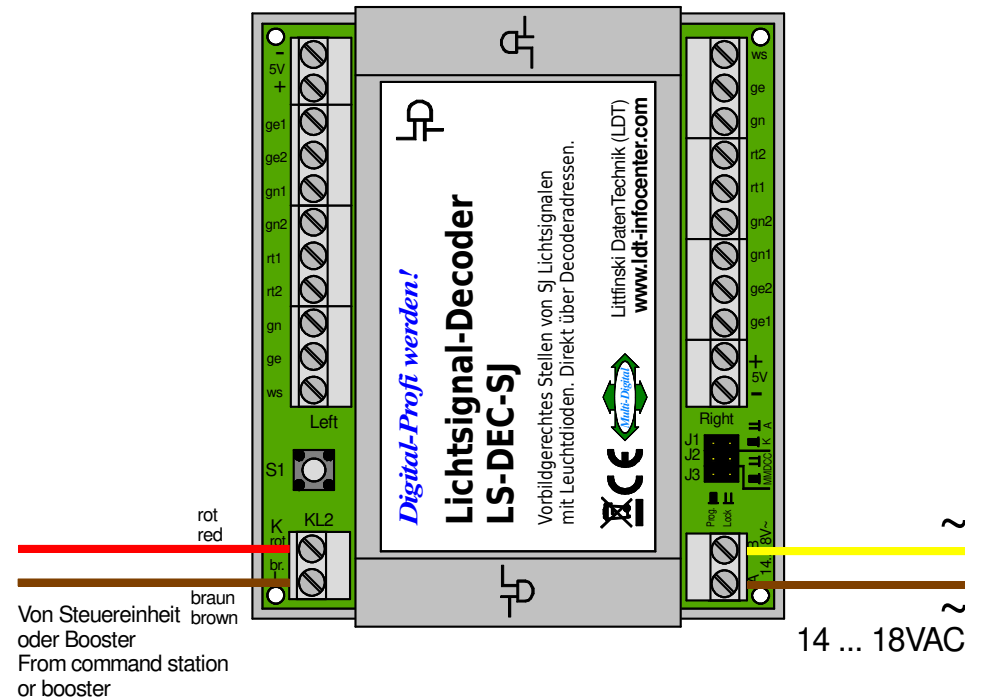 -
5V
+
ge1
ge2
gn1
gn2
rt1
rt2
gn
ge
ws
Left
S1
KL2
K
rot
br.
rot
red
braun
brown
Von Steuereinheit
oder Booster
From command station
or booster
Digital-Profi werden!
Lichtsignal-Decoder
LS-DEC-SJ
Vorbildgerechtes Stellen von SJ Lichtsignalen
mit Leuchtdioden. Direkt über Decoderadressen.
Multi-Digital
CE
Littfinski DatenTechnik (LDT)
www.ldt-infocenter.com
ws
ge
gn
rt2
rt1
gn2
gn1
ge2
ge1
+
5V
-
Right
J1
J2
J3
K A
Prog.
Lock
~
~
14 ... 18VAC